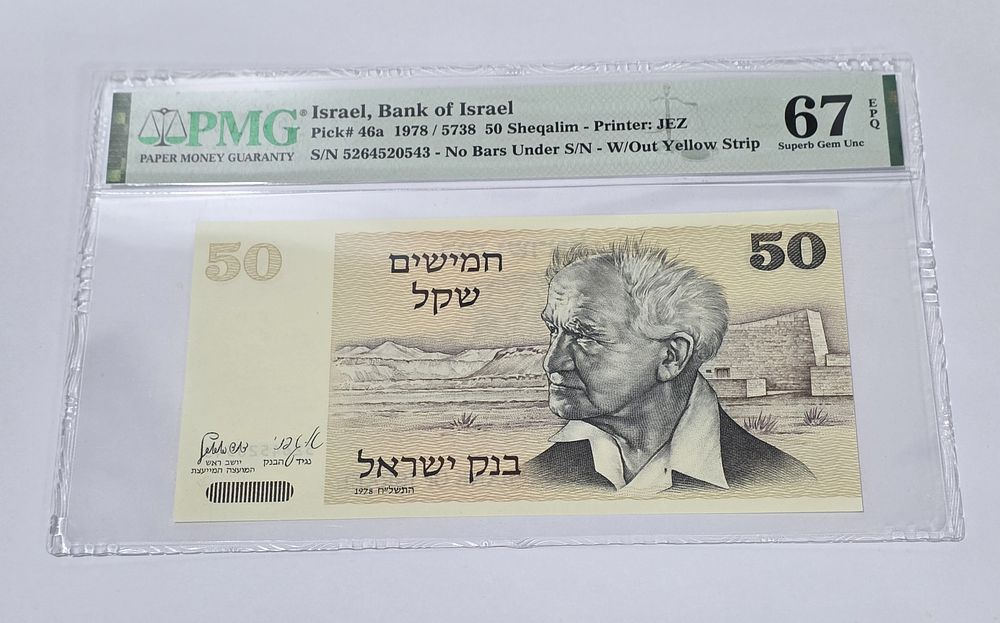 PMG®
PAPER MONEY GUARANTY
Israel, Bank of Israel
Pick# 46a 1978 / 5738 50 Sheqalim - Printer: JEZ
S/N 5264520543 - No Bars Under S/N - W/Out Yellow Strip
67
EPQ
Superb Gem Unc
50
חמישים
שקל
50
בנק ישראל
התשל״ח 1978
נגיד הבנק
יושב ראש
המועצה המייעצת